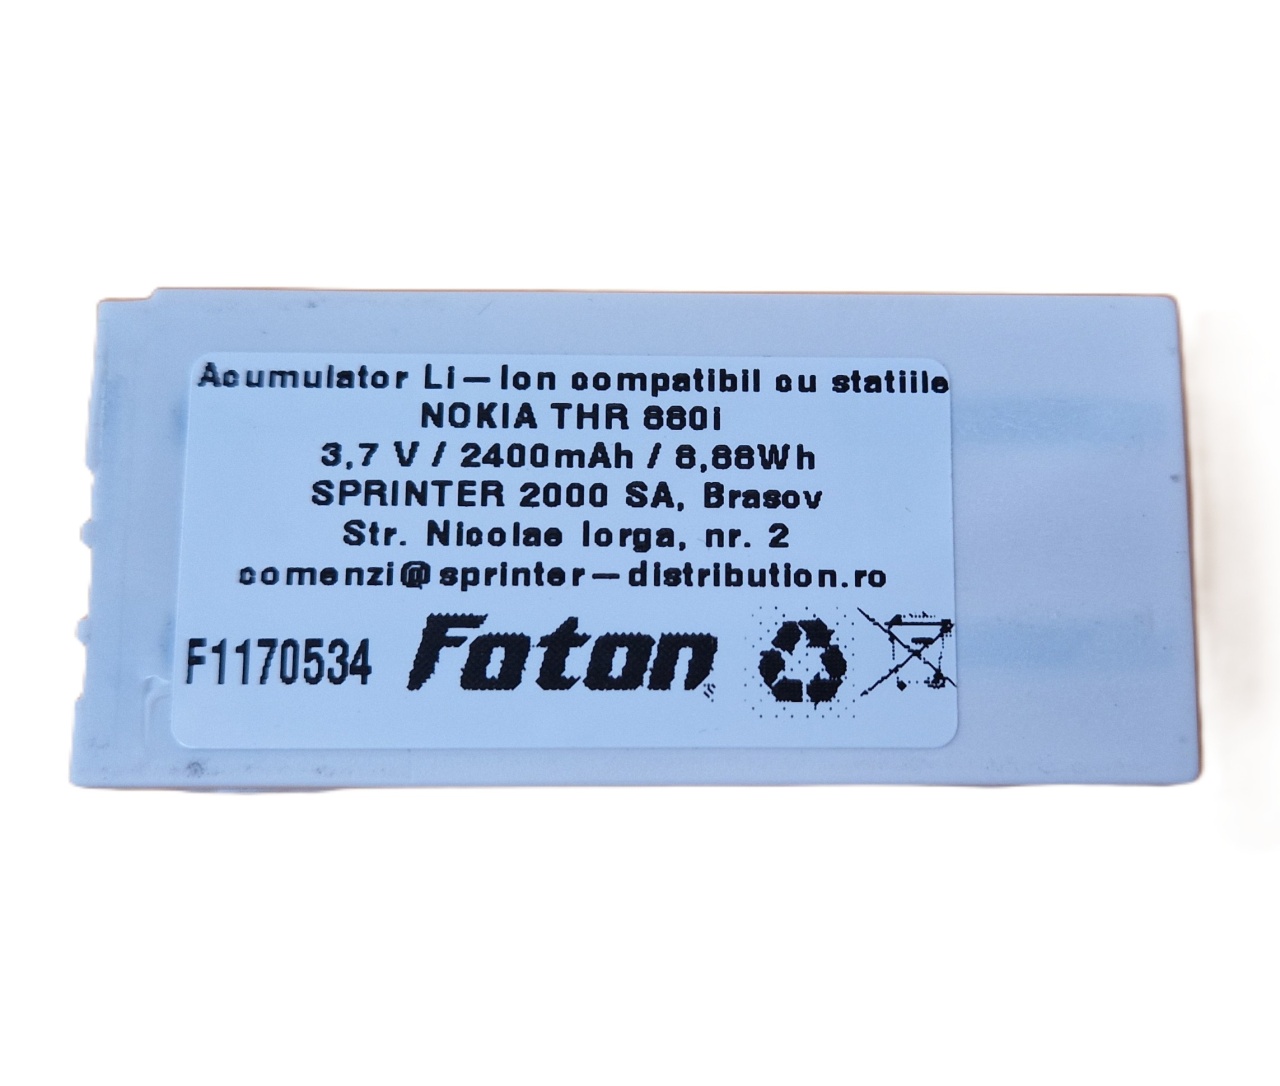 Acumulator Li-Ion compatibil cu statiile
NOKIA THR 880i
3,7 V / 2400mAh / 8,88Wh
SPRINTER 2000 SA, Brasov
Str. Nicolae Iorga, nr. 2
comenzi@sprinter-distribution.ro
F1170534 Foton